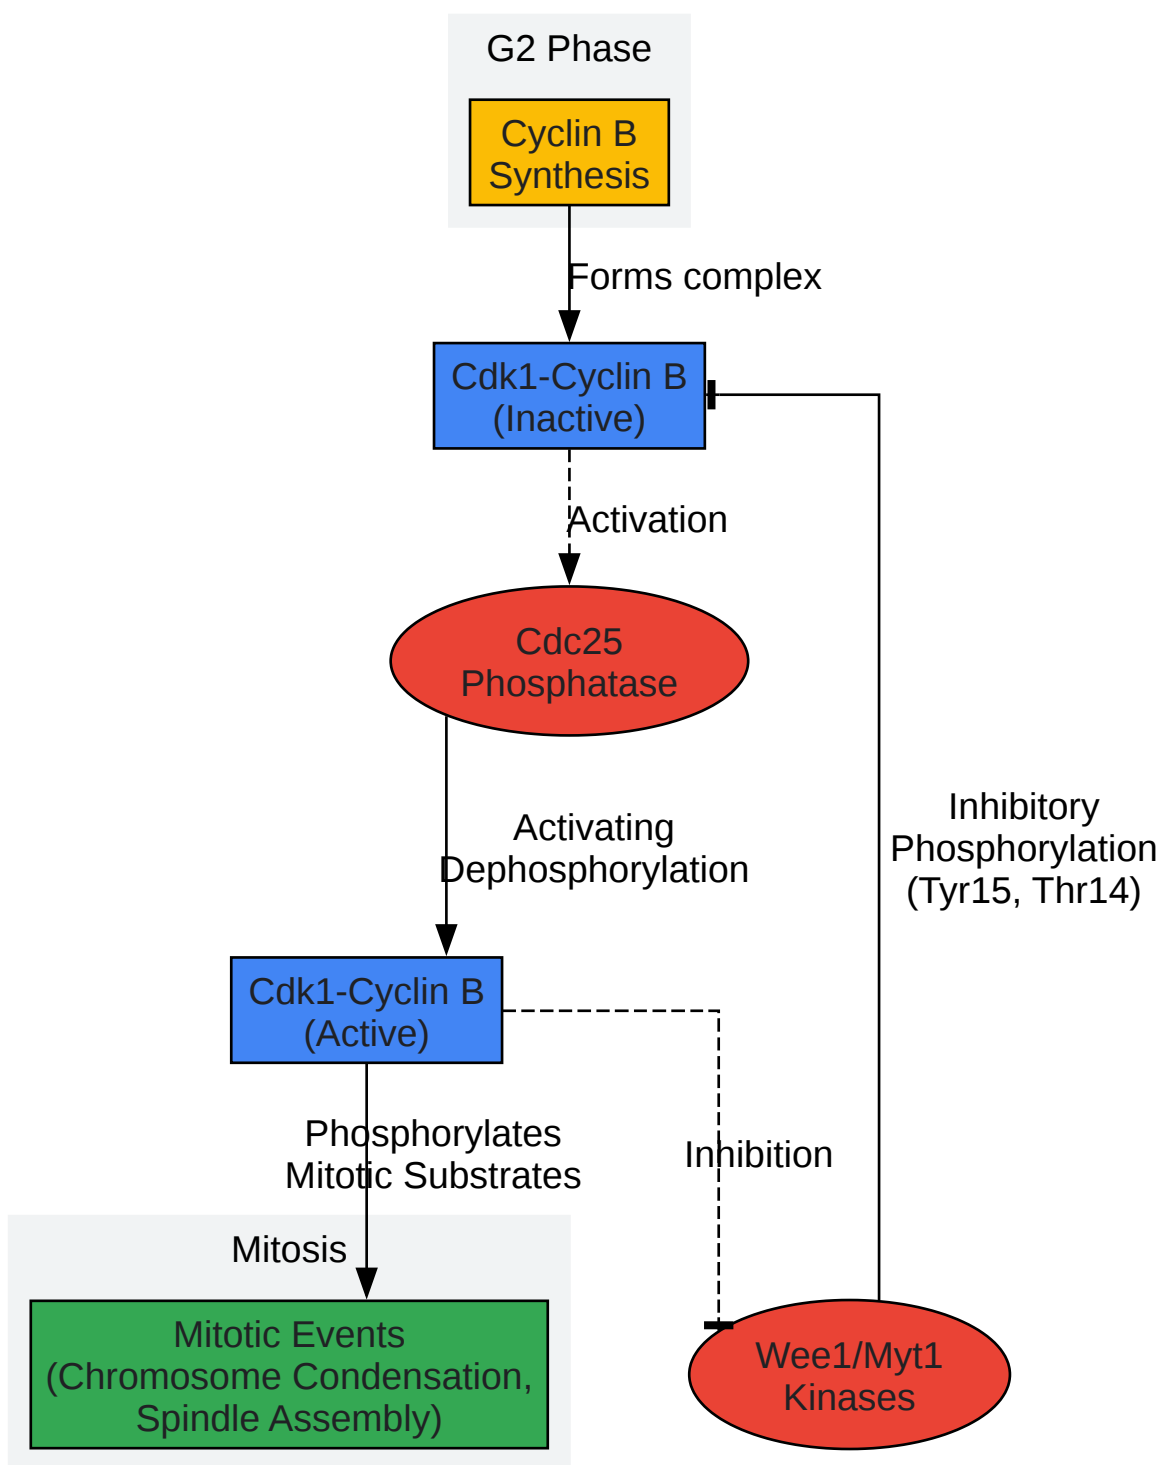 G2 Phase
Cyclin B
Synthesis
Forms complex
Cdk1-Cyclin B
(Inactive)
Activation
Cdc25
Phosphatase
Activating
Dephosphorylation
Inhibitory
Phosphorylation
(Tyr15, Thr14)
Cdk1-Cyclin B
(Active)
Phosphorylates
Mitotic Substrates
Inhibition
Mitosis
Mitotic Events
(Chromosome Condensation,
Spindle Assembly)
Wee1/Myt1
Kinases